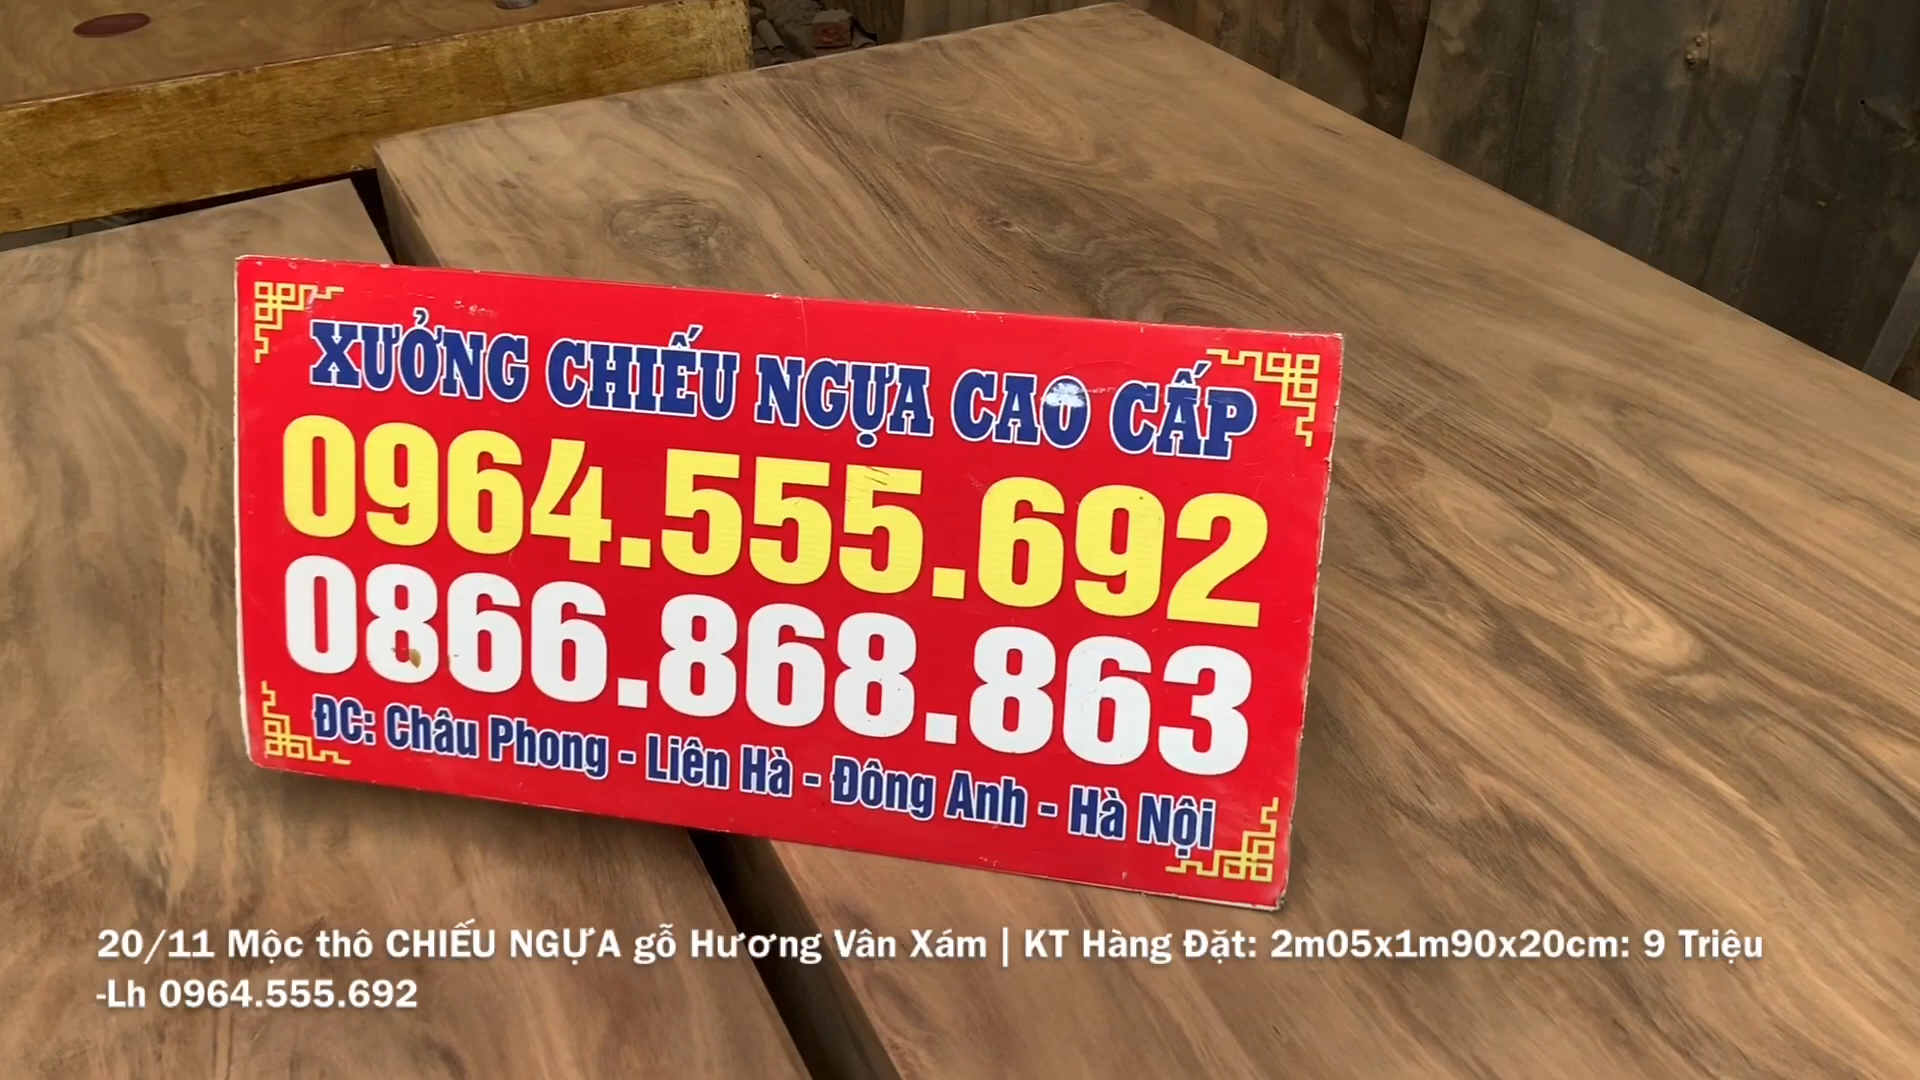 XƯỞNG CHIẾU NGỰA CAO CẤP
0964.555.692
0866.868.863
ĐC: Châu Phong - Liên Hà - Đông Anh - Hà Nội
20/11 Mộc thô CHIẾU NGỰA gỗ Hương Vân Xám | KT Hàng Đặt: 2m05x1m90x20cm: 9 Triệu
-Lh 0964.555.692